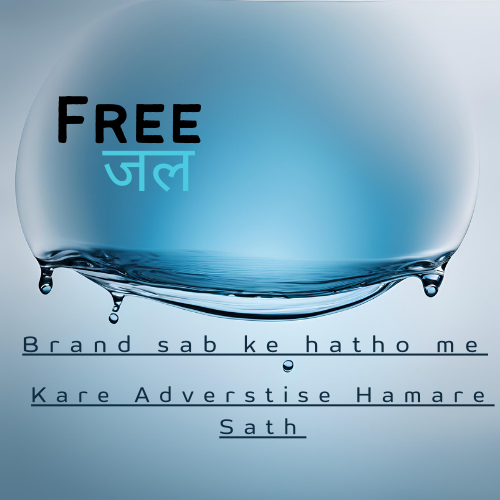 FREE
जल
Brand sab ke hatho me
Kare Adverstise Hamare
Sath